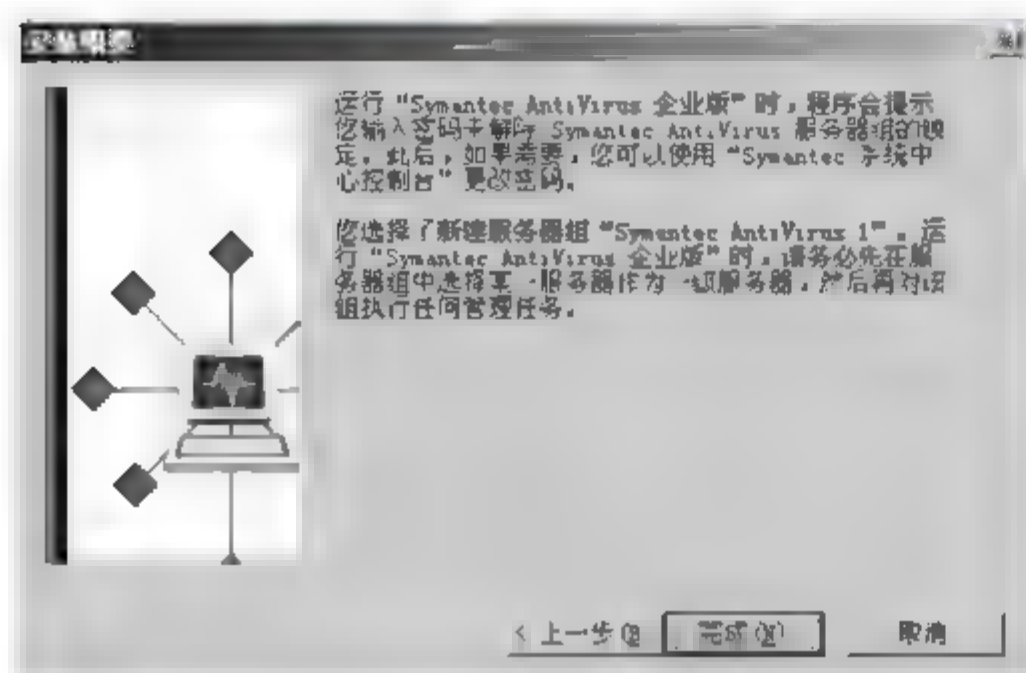 安装概要
运行“Symantec AntiVirus 企业版”时，程序会提示
您输入密码来解除 Symantec AntiVirus 服务器组的锁
定。此后，如果需要，您可以使用“Symantec 系统中
心控制台”更改密码。
您选择了新建服务器组“Symantec AntiVirus 1”。运
行“Symantec AntiVirus 企业版”时，请务必先在服
务器组中选择某一服务器作为一级服务器，然后再对该
组执行任何管理任务。
< 上一步(B)
完成(N)
取消